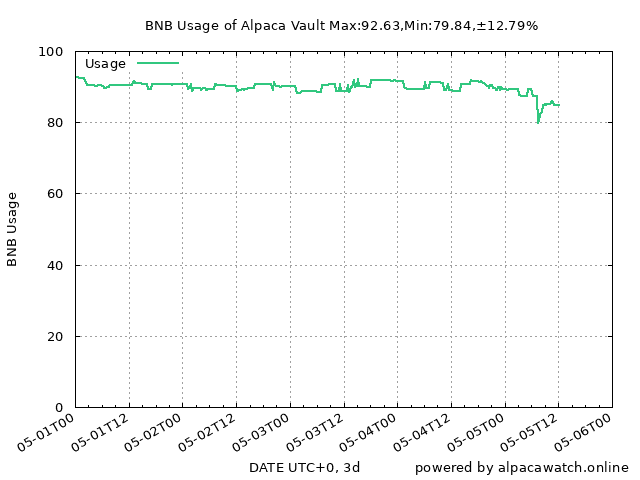 BNB Usage of Alpaca Vault Max:92.63,Min:79.84,±12.79%
Usage
100
80
60
40
20
0
BNB Usage
05-01T00
05-01T12
05-02T00
05-02T12
05-03T00
05-03T12
05-04T00
05-04T12
05-05T00
05-05T12
05-06T00
DATE UTC+0, 3d
powered by alpacawatch.online